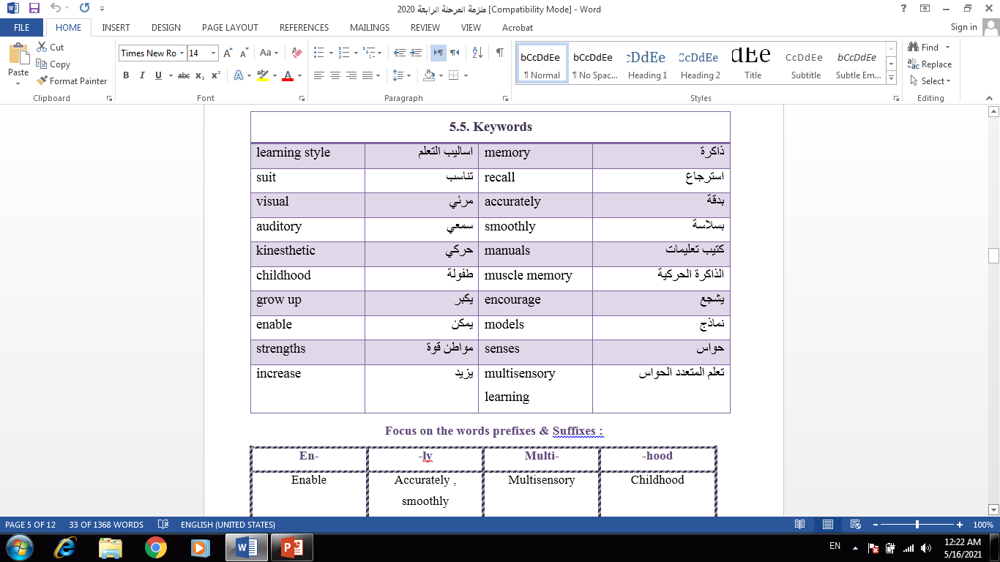 ملزمة المرحلة الرابعة 2020 [Compatibility Mode] - Word
FILE HOME INSERT DESIGN PAGE LAYOUT REFERENCES MAILINGS REVIEW VIEW Acrobat Sign in
Paste
Cut
Copy
Format Painter
Clipboard
Times New Ro 14
Font
Paragraph
bCcDdEe bCcDdEe CcDdEe CcDdEe dEe CcDdEe bCcDdEe
¶ Normal ¶ No Spac... Heading 1 Heading 2 Title Subtitle Subtle Em...
Styles
Find
Replace
Select
Editing
5.5. Keywords
learning style اساليب التعلم memory ذاكرة
suit تناسب recall استرجاع
visual مرئي accurately بدقة
auditory سمعي smoothly بسلاسة
kinesthetic حركي manuals كتيب تعليمات
childhood طفولة muscle memory الذاكرة الحركية
grow up يكبر encourage يشجع
enable يمكن models نماذج
strengths مواطن قوة senses حواس
increase يزيد multisensory تعلم المتعدد الحواس
learning
Focus on the words prefixes & Suffixes :
En- -ly Multi- -hood
Enable Accurately , Multisensory Childhood
smoothly
PAGE 5 OF 12 33 OF 1368 WORDS ENGLISH (UNITED STATES) 100%
EN 12:22 AM
5/16/2021